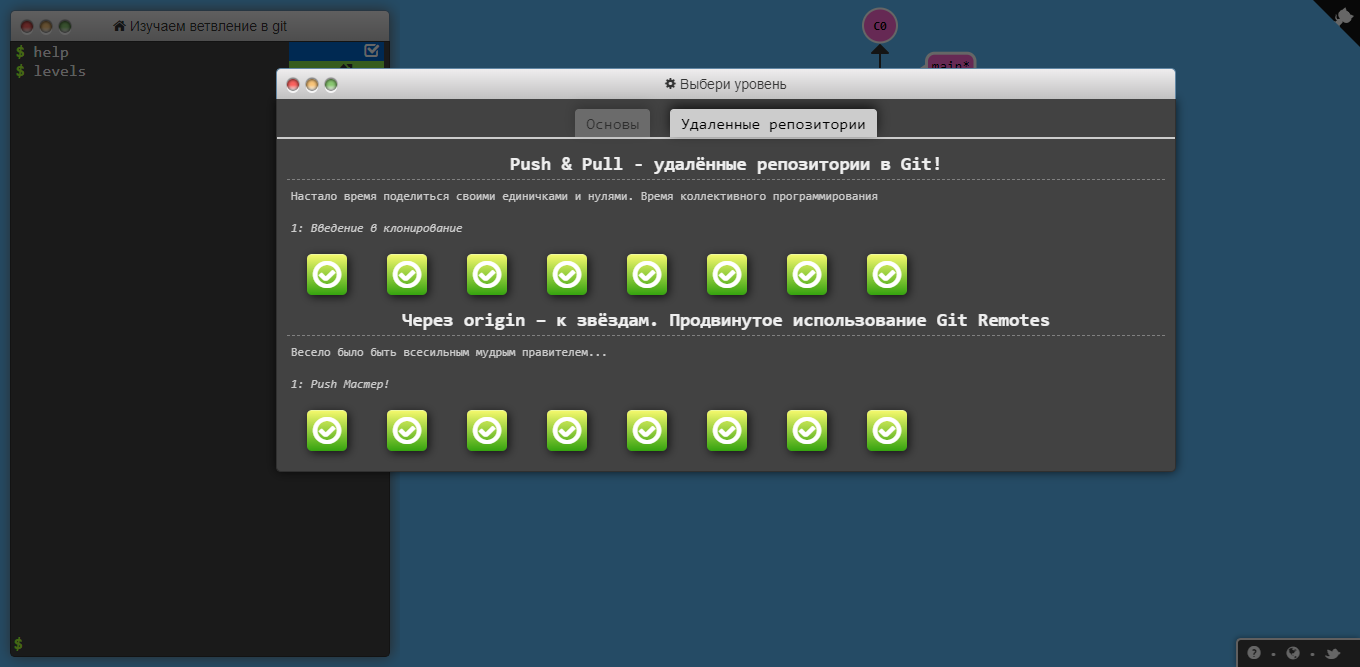 Изучаем ветвление в git
$ help
$ levels
C0
main*
Выбери уровень
Основы
Удаленные репозитории
Push & Pull - удалённые репозитории в Git!
Настало время поделиться своими единичками и нулями. Время коллективного программирования
1: Введение в клонирование
Через origin – к звёздам. Продвинутое использование Git Remotes
Весело было быть всесильным мудрым правителем...
1: Push Мастер!
$